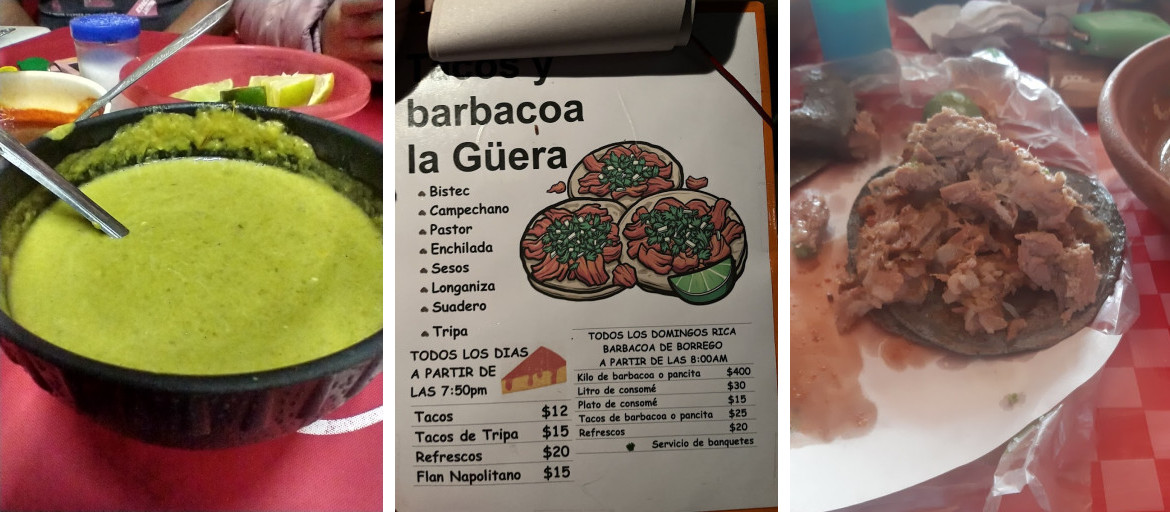 Tacos y
barbacoa
la Güera
Bistec
Campechano
Pastor
Enchilada
Sesos
Longaniza
Suadero
Tripa
TODOS LOS DIAS
A PARTIR DE
LAS 7:50pm
Tacos $12
Tacos de Tripa $15
Refrescos $20
Flan Napolitano $15
TODOS LOS DOMINGOS RICA
BARBACOA DE BORREGO
A PARTIR DE LAS 8:00AM
Kilo de barbacoa o pancita $400
Litro de consomé $30
Plato de consomé $15
Tacos de barbacoa o pancita $25
Refrescos $20
Servicio de banquetes